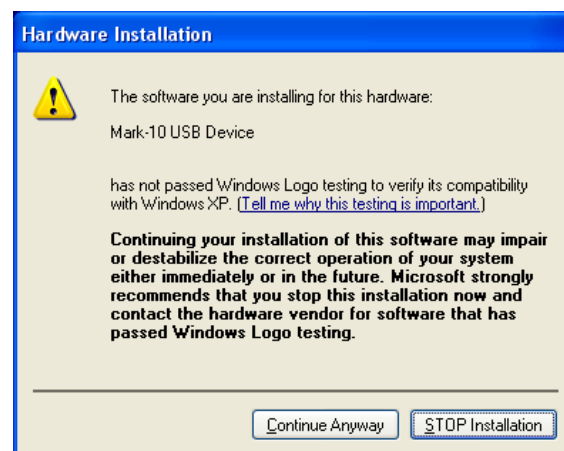 Hardware Installation
The software you are installing for this hardware:
Mark-10 USB Device
has not passed Windows Logo testing to verify its compatibility
with Windows XP. (Tell me why this testing is important.)
Continuing your installation of this software may impair
or destabilize the correct operation of your system
either immediately or in the future. Microsoft strongly
recommends that you stop this installation now and
contact the hardware vendor for software that has
passed Windows Logo testing.
Continue Anyway STOP Installation